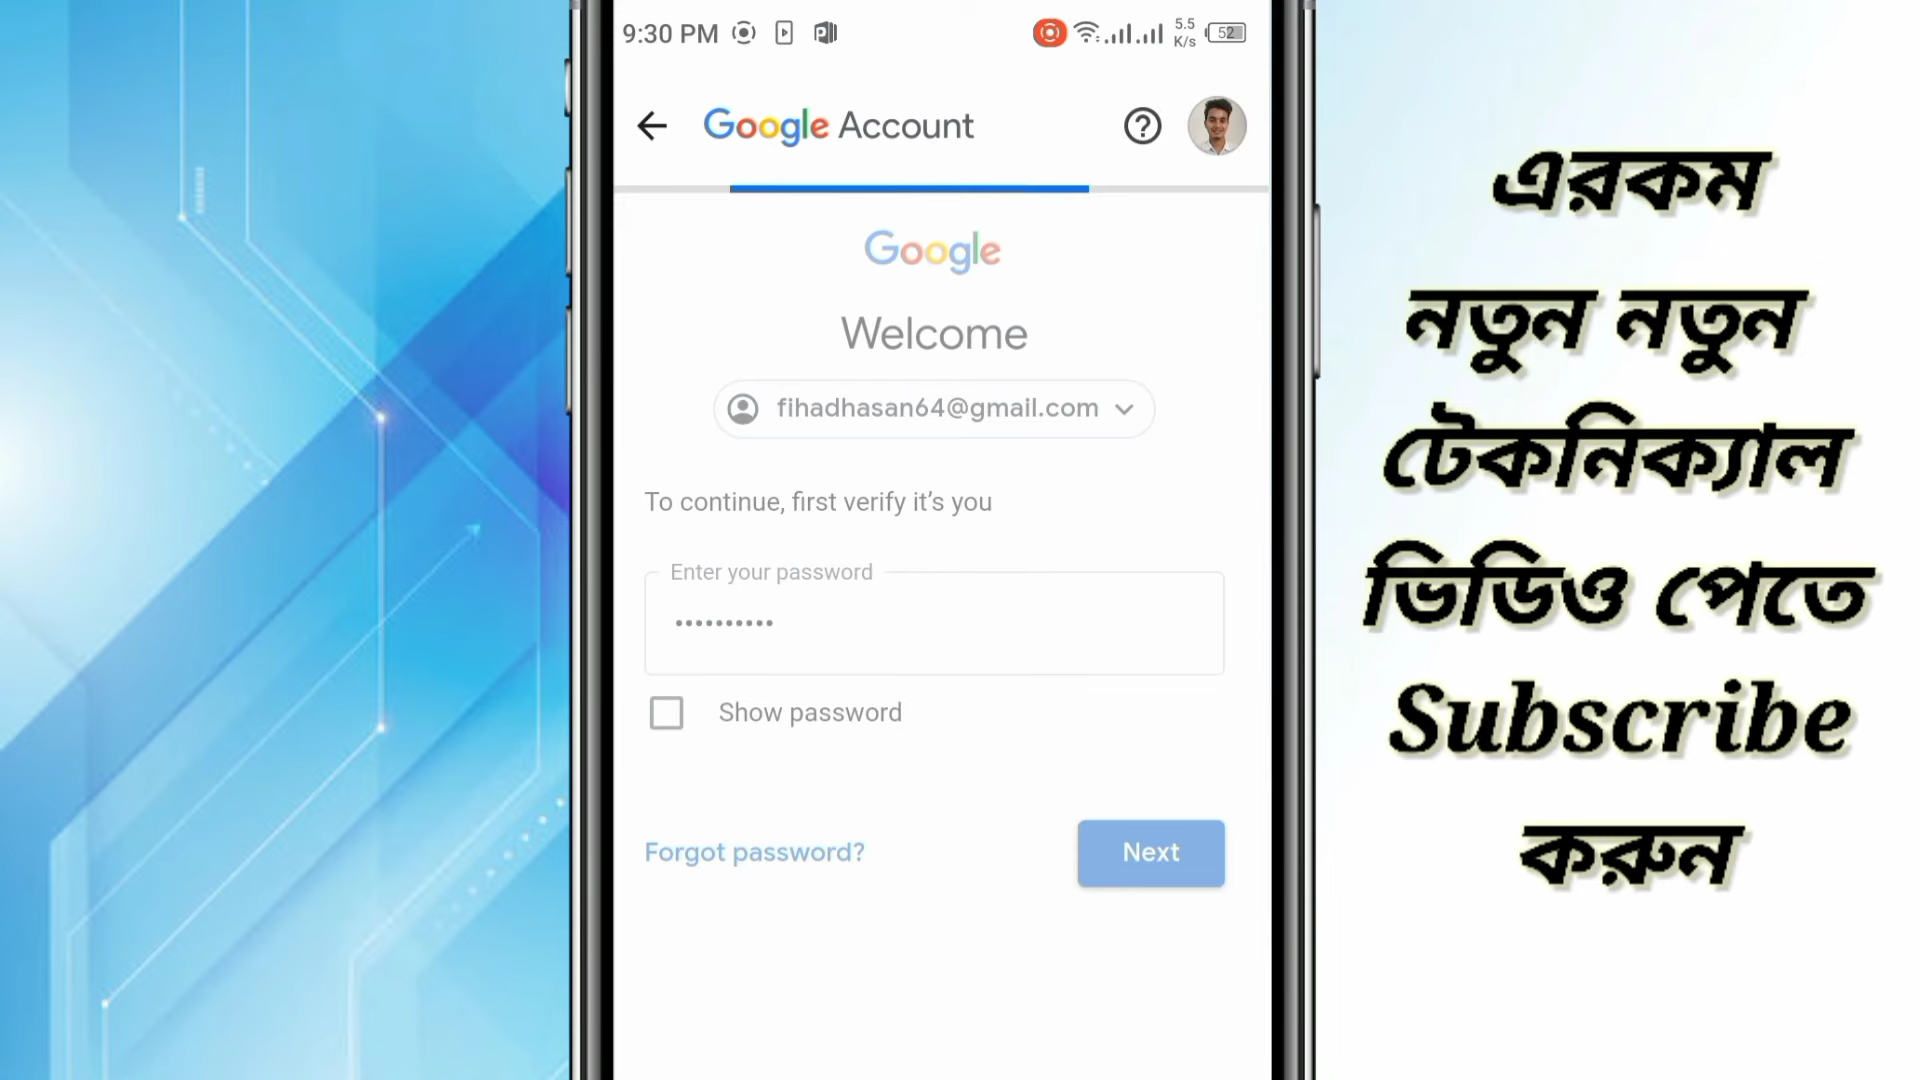 9:30 PM
5.5
K/s
52
Google Account
Google
Welcome
fihadhasan64@gmail.com
To continue, first verify it’s you
Enter your password
••••••••••
Show password
Forgot password?
Next
এরকম
নতুন নতুন
টেকনিক্যাল
ভিডিও পেতে
Subscribe
করুন